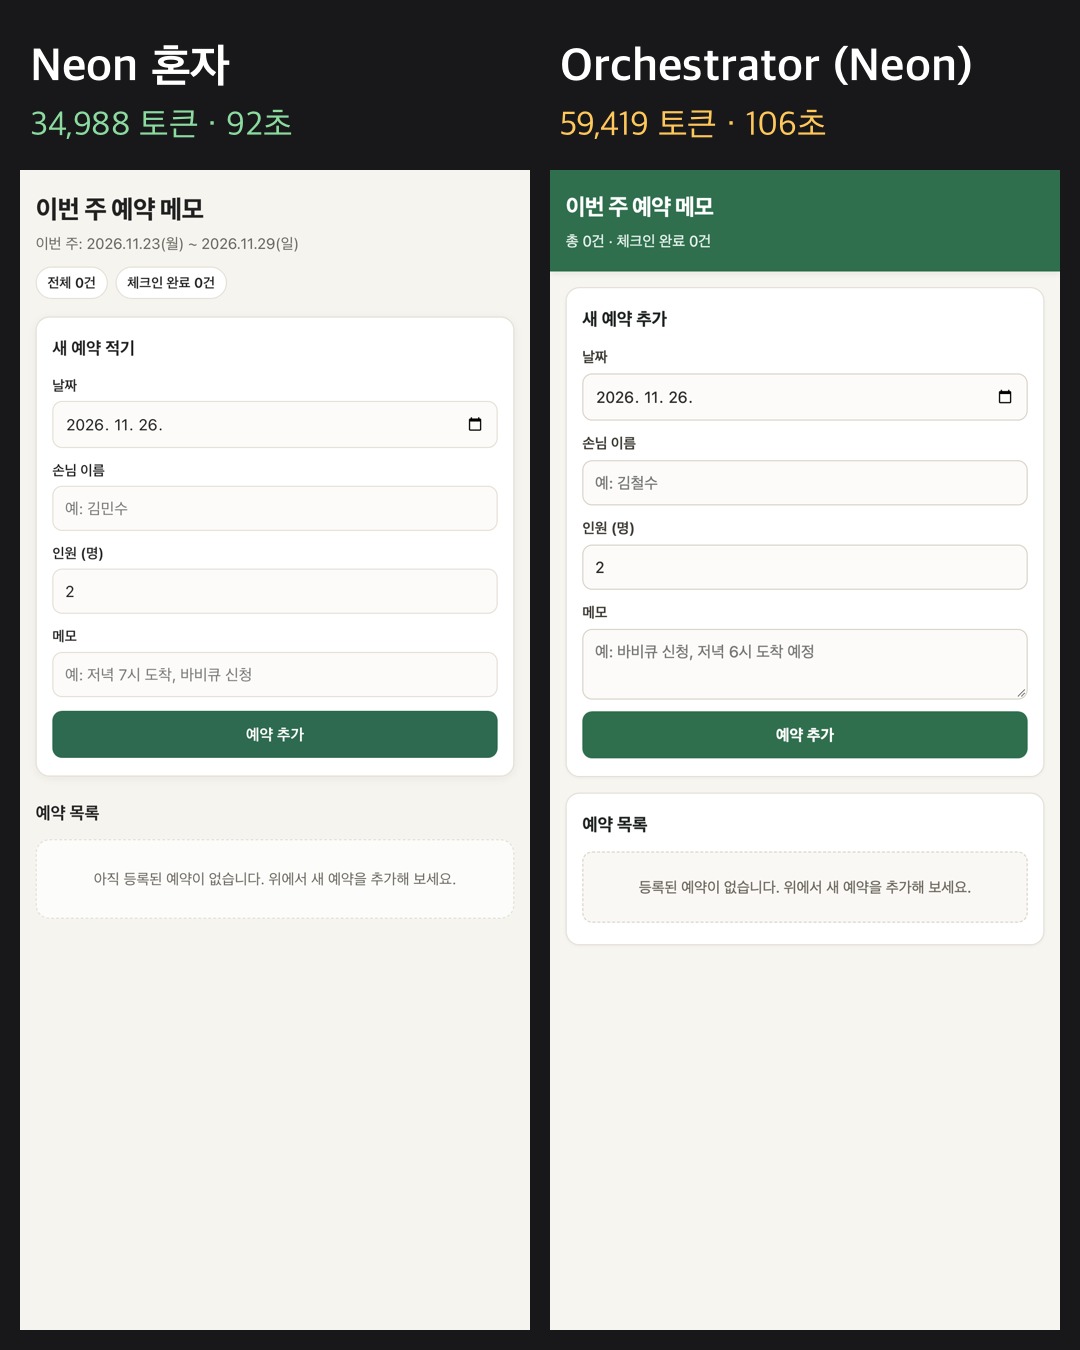 Neon 혼자
34,988 토큰 · 92초
이번 주 예약 메모
이번 주: 2026.11.23(월) ~ 2026.11.29(일)
전체 0건
체크인 완료 0건
새 예약 적기
날짜
2026. 11. 26.
손님 이름
예: 김민수
인원 (명)
2
메모
예: 저녁 7시 도착, 바비큐 신청
예약 추가
예약 목록
아직 등록된 예약이 없습니다. 위에서 새 예약을 추가해 보세요.
Orchestrator (Neon)
59,419 토큰 · 106초
이번 주 예약 메모
총 0건 · 체크인 완료 0건
새 예약 추가
날짜
2026. 11. 26.
손님 이름
예: 김철수
인원 (명)
2
메모
예: 바비큐 신청, 저녁 6시 도착 예정
예약 추가
예약 목록
등록된 예약이 없습니다. 위에서 새 예약을 추가해 보세요.